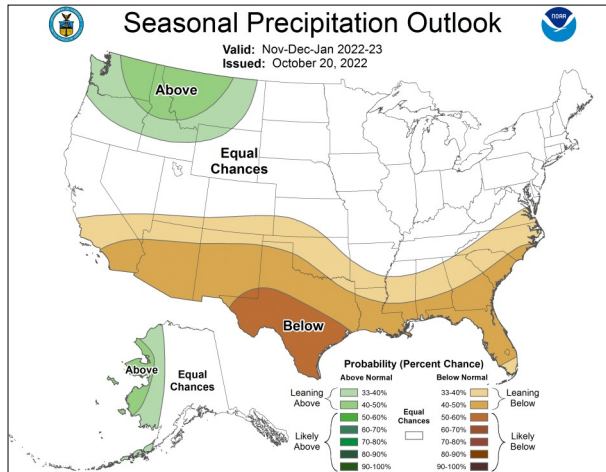 Seasonal Precipitation Outlook
NOAA
Valid: Nov-Dec-Jan 2022-23
Issued: October 20, 2022
Above
Equal
Chances
Below
Above
Equal
Chances
Probability (Percent Chance)
Above Normal
Below Normal
Leaning
Above
33-40%
40-50%
Likely
Above
50-60%
60-70%
70-80%
80-90%
90-100%
Equal
Chances
33-40%
40-50%
Leaning
Below
50-60%
60-70%
70-80%
80-90%
90-100%
Likely
Below